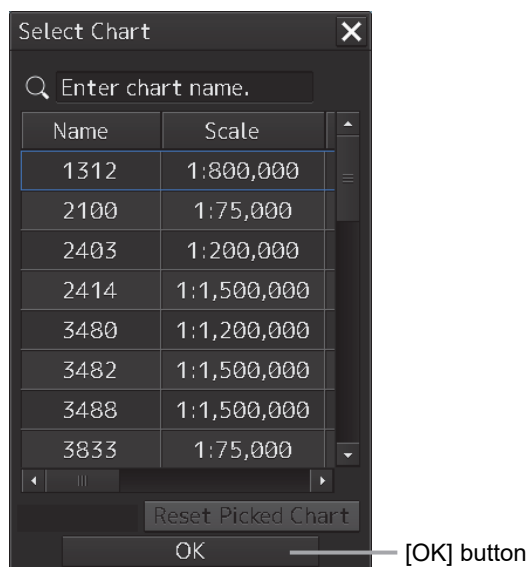 Select Chart
Enter chart name.
Name Scale
1312 1:800,000
2100 1:75,000
2403 1:200,000
2414 1:1,500,000
3480 1:1,200,000
3482 1:1,500,000
3488 1:1,500,000
3833 1:75,000
Reset Picked Chart
OK [OK] button